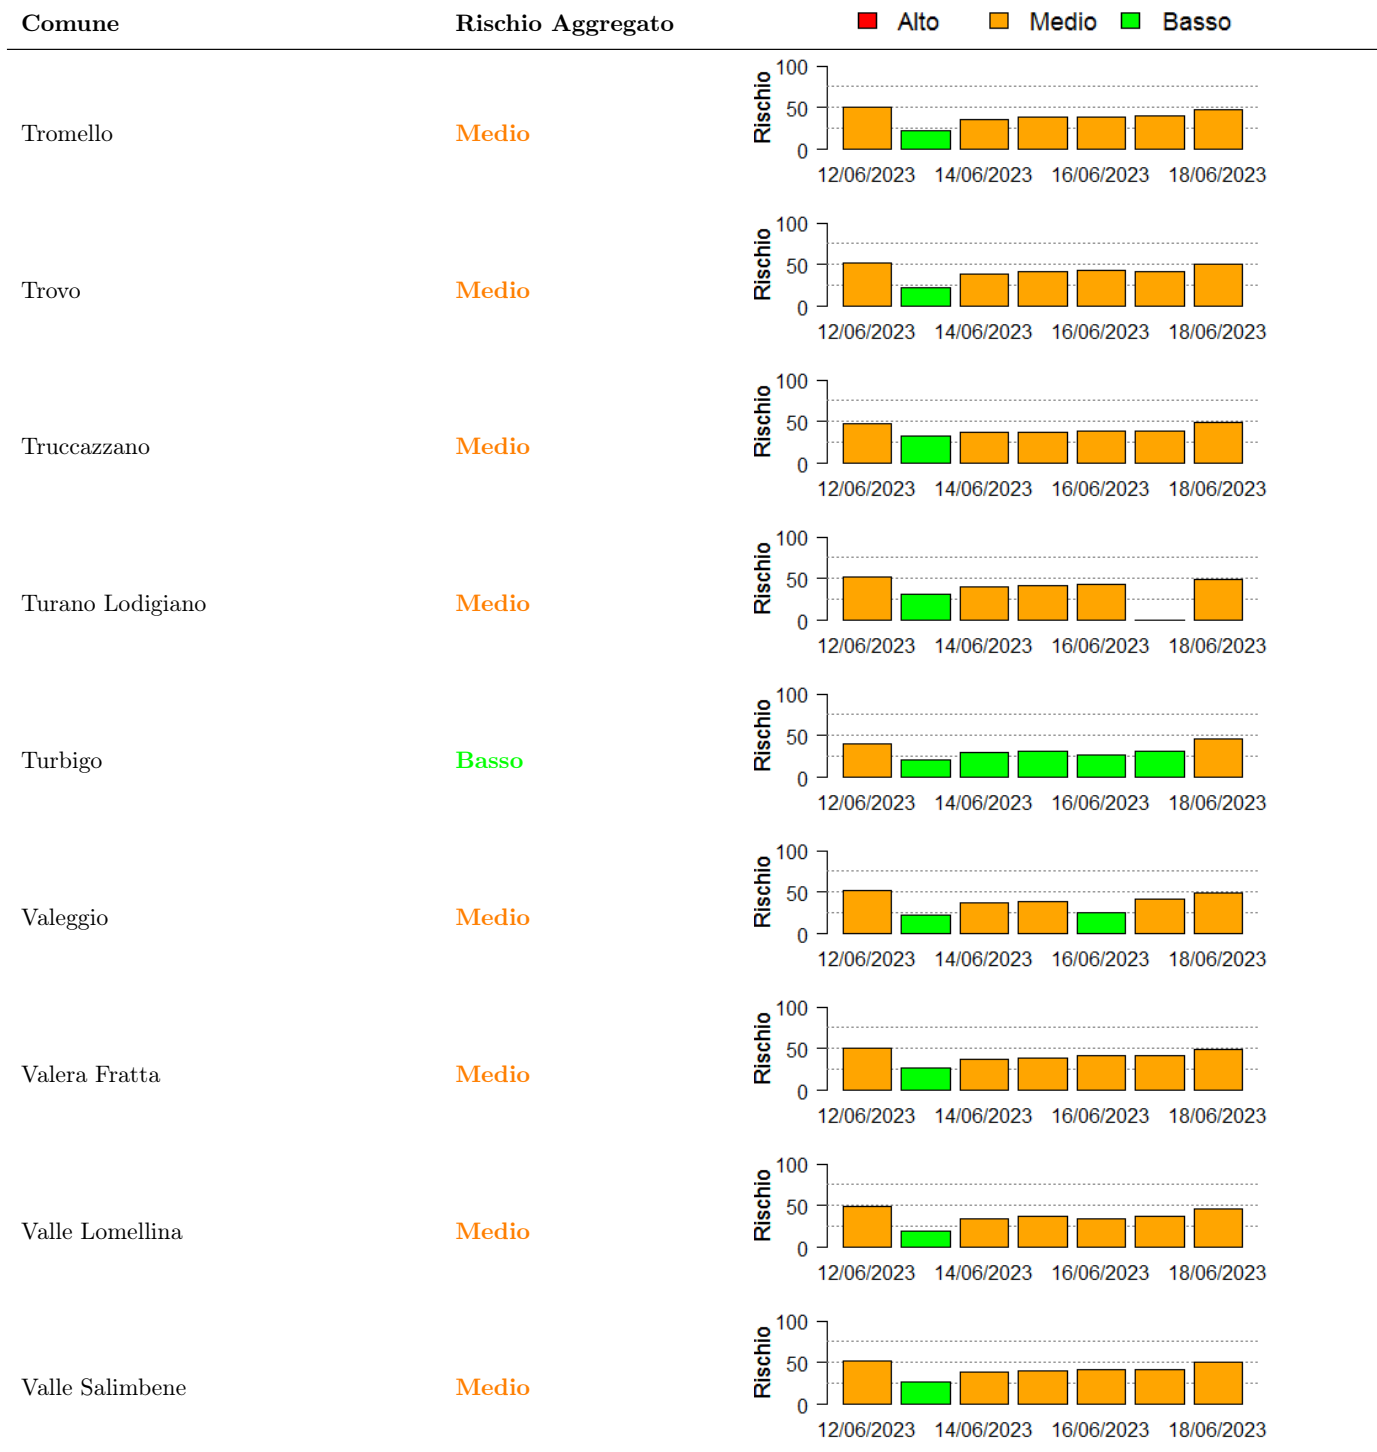 Comune Rischio Aggregato Alto Medio Basso
100
50
0
Rischio
Tromello Medio
12/06/2023 14/06/2023 16/06/2023 18/06/2023
100
50
0
Rischio
Trovo Medio
12/06/2023 14/06/2023 16/06/2023 18/06/2023
100
50
0
Rischio
Truccazzano Medio
12/06/2023 14/06/2023 16/06/2023 18/06/2023
100
50
0
Rischio
Turano Lodigiano Medio
12/06/2023 14/06/2023 16/06/2023 18/06/2023
100
50
0
Rischio
Turbigo Basso
12/06/2023 14/06/2023 16/06/2023 18/06/2023
100
50
0
Rischio
Valeggio Medio
12/06/2023 14/06/2023 16/06/2023 18/06/2023
100
50
0
Rischio
Valera Fratta Medio
12/06/2023 14/06/2023 16/06/2023 18/06/2023
100
50
0
Rischio
Valle Lomellina Medio
12/06/2023 14/06/2023 16/06/2023 18/06/2023
100
50
0
Rischio
Valle Salimbene Medio
12/06/2023 14/06/2023 16/06/2023 18/06/2023